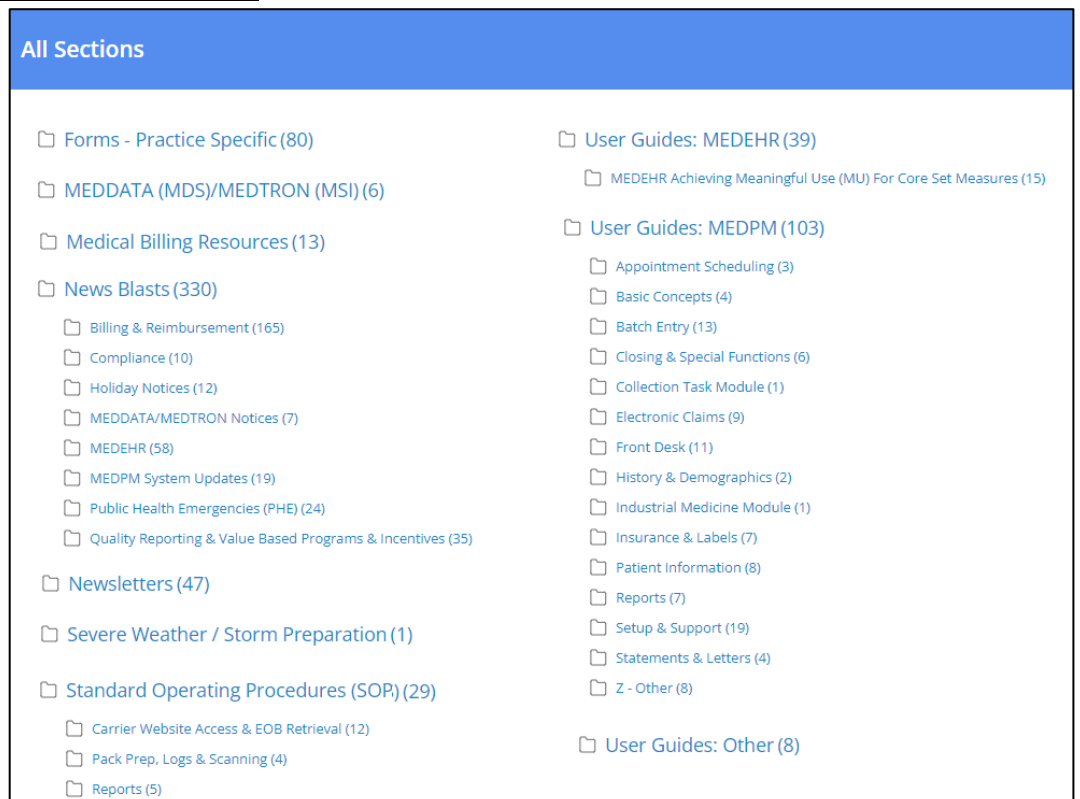 All Sections
Forms - Practice Specific (80)
MEDDATA (MDS)/MEDTRON (MSI) (6)
Medical Billing Resources (13)
News Blasts (330)
Billing & Reimbursement (165)
Compliance (10)
Holiday Notices (12)
MEDDATA/MEDTRON Notices (7)
MEDEHR (58)
MEDPM System Updates (19)
Public Health Emergencies (PHE) (24)
Quality Reporting & Value Based Programs & Incentives (35)
Newsletters (47)
Severe Weather / Storm Preparation (1)
Standard Operating Procedures (SOP) (29)
Carrier Website Access & EOB Retrieval (12)
Pack Prep, Logs & Scanning (4)
Reports (5)
User Guides: MEDEHR (39)
MEDEHR Achieving Meaningful Use (MU) For Core Set Measures (15)
User Guides: MEDPM (103)
Appointment Scheduling (3)
Basic Concepts (4)
Batch Entry (13)
Closing & Special Functions (6)
Collection Task Module (1)
Electronic Claims (9)
Front Desk (11)
History & Demographics (2)
Industrial Medicine Module (1)
Insurance & Labels (7)
Patient Information (8)
Reports (7)
Setup & Support (19)
Statements & Letters (4)
Z - Other (8)
User Guides: Other (8)